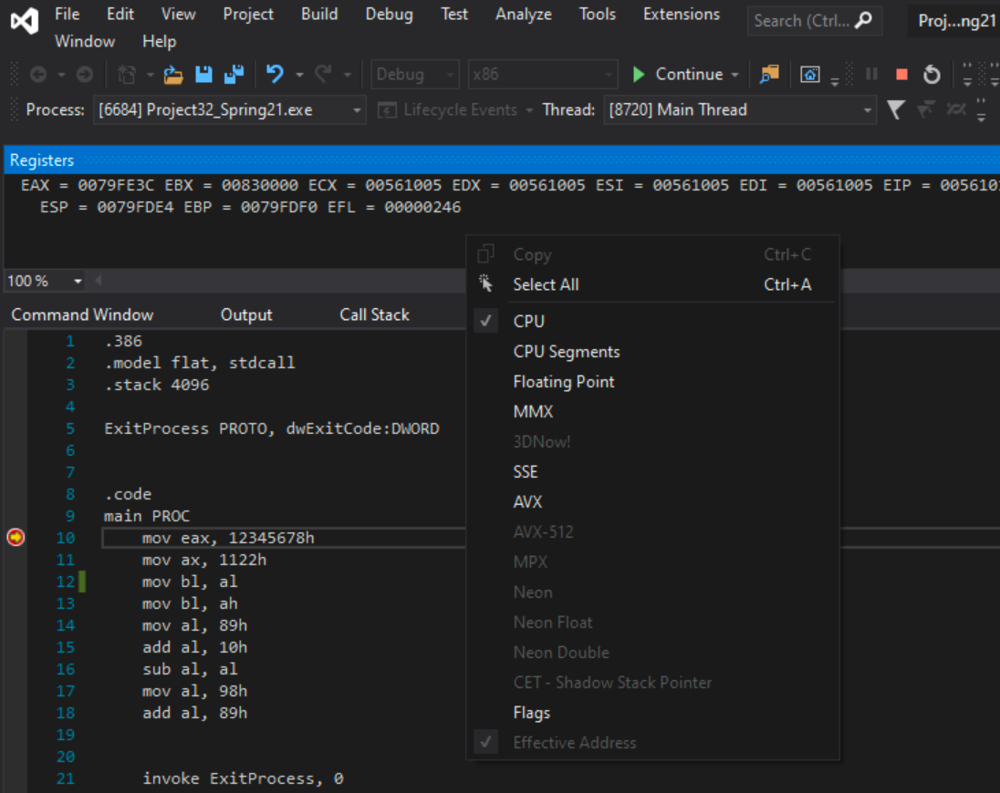 File Edit View Project Build Debug Test Analyze Tools Extensions Search (Ctrl... Proj...ng21
Window Help
Debug x86 Continue
Process: [6684] Project32_Spring21.exe Lifecycle Events Thread: [8720] Main Thread
Registers
EAX = 0079FE3C EBX = 00830000 ECX = 00561005 EDX = 00561005 ESI = 00561005 EDI = 00561005 EIP =
ESP = 0079FDE4 EBP = 0079FDF0 EFL = 00000246
100 %
Command Window Output Call Stack
1 .386
2 .model flat, stdcall
3 .stack 4096
4
5 ExitProcess PROTO, dwExitCode:DWORD
6
7
8 .code
9 main PROC
10 mov eax, 12345678h
11 mov ax, 1122h
12 mov bl, al
13 mov bl, ah
14 mov al, 89h
15 add al, 10h
16 sub al, al
17 mov al, 98h
18 add al, 89h
19
20
21 invoke ExitProcess, 0
Copy Ctrl+C
Select All Ctrl+A
CPU
CPU Segments
Floating Point
MMX
3DNow!
SSE
AVX
AVX-512
MPX
Neon
Neon Float
Neon Double
CET - Shadow Stack Pointer
Flags
Effective Address